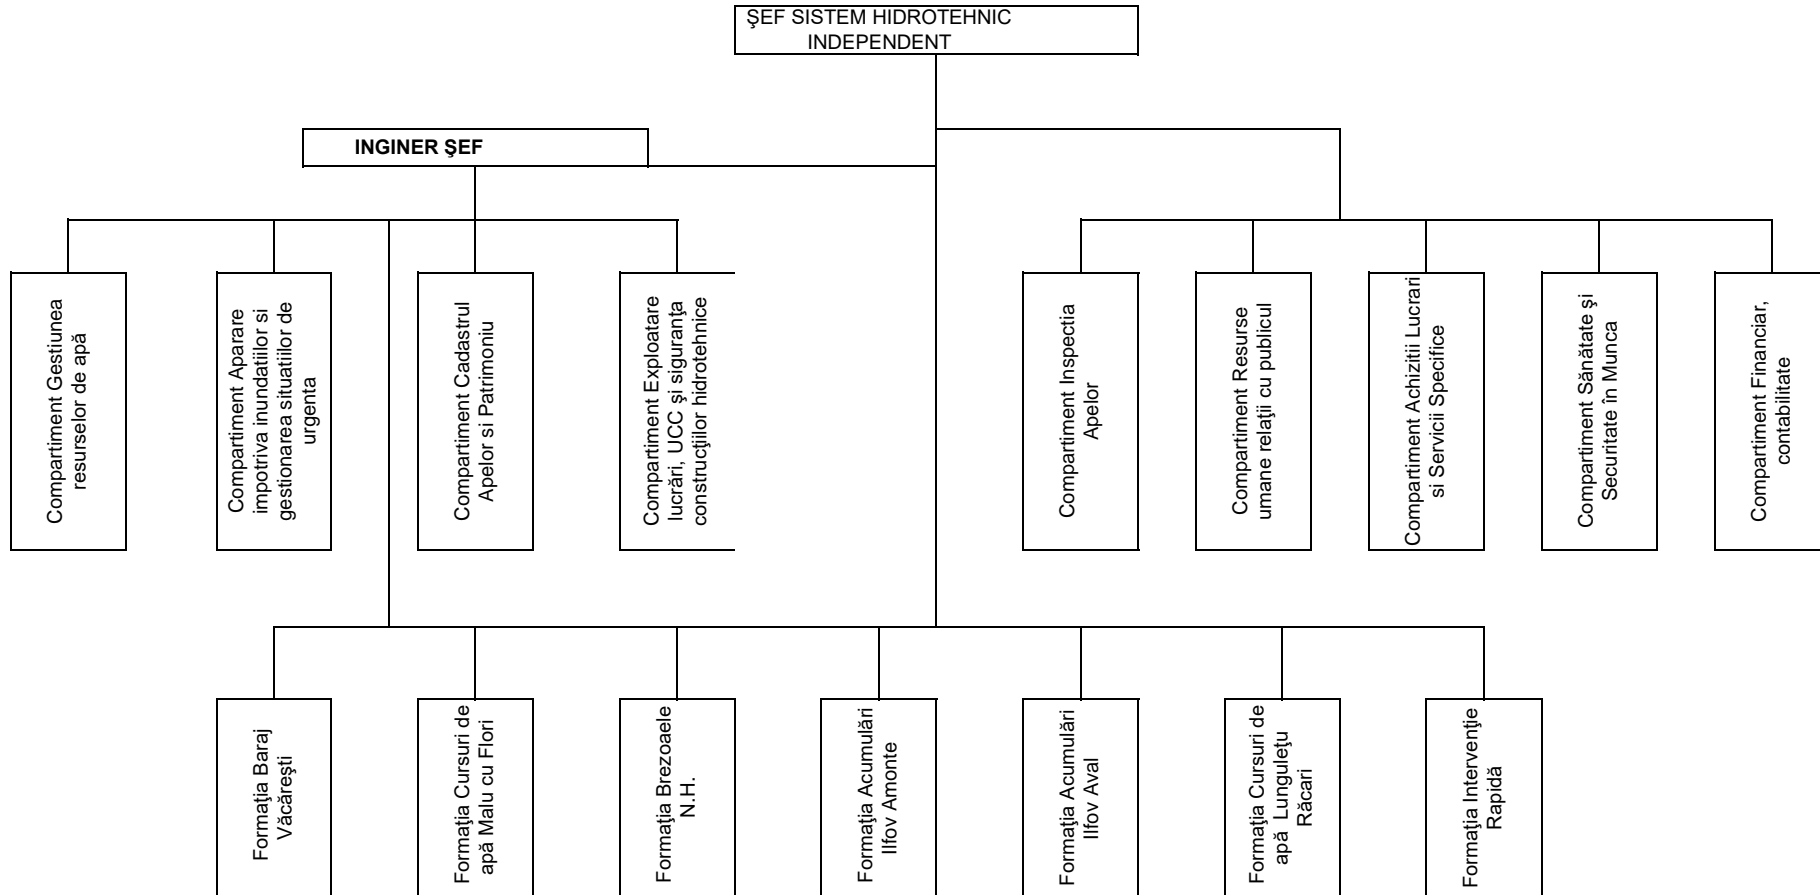 ŞEF SISTEM HIDROTEHNIC
INDEPENDENT
INGINER ŞEF
Compartiment Gestiunea
resurselor de apă
Compartiment Aparare
impotriva inundatiilor si
gestionarea situatiilor de
urgenta
Compartiment Cadastrul
Apelor si Patrimoniu
Compartiment Exploatare
lucrări, UCC şi siguranţa
construcţiilor hidrotehnice
Compartiment Inspectia
Apelor
Compartiment Resurse
umane relaţii cu publicul
Compartiment Achizitii Lucrari
si Servicii Specifice
Compartiment Sănătate şi
Securitate în Munca
Compartiment Financiar,
contabilitate
Formaţia Baraj
Văcăreşti
Formaţia Cursuri de
apă Malu cu Flori
Formaţia Brezoaele
N.H.
Formaţia Acumulări
Ilfov Amonte
Formaţia Acumulări
Ilfov Aval
Formaţia Cursuri de
apă Lunguleţu
Răcari
Formaţia Intervenţie
Rapidă